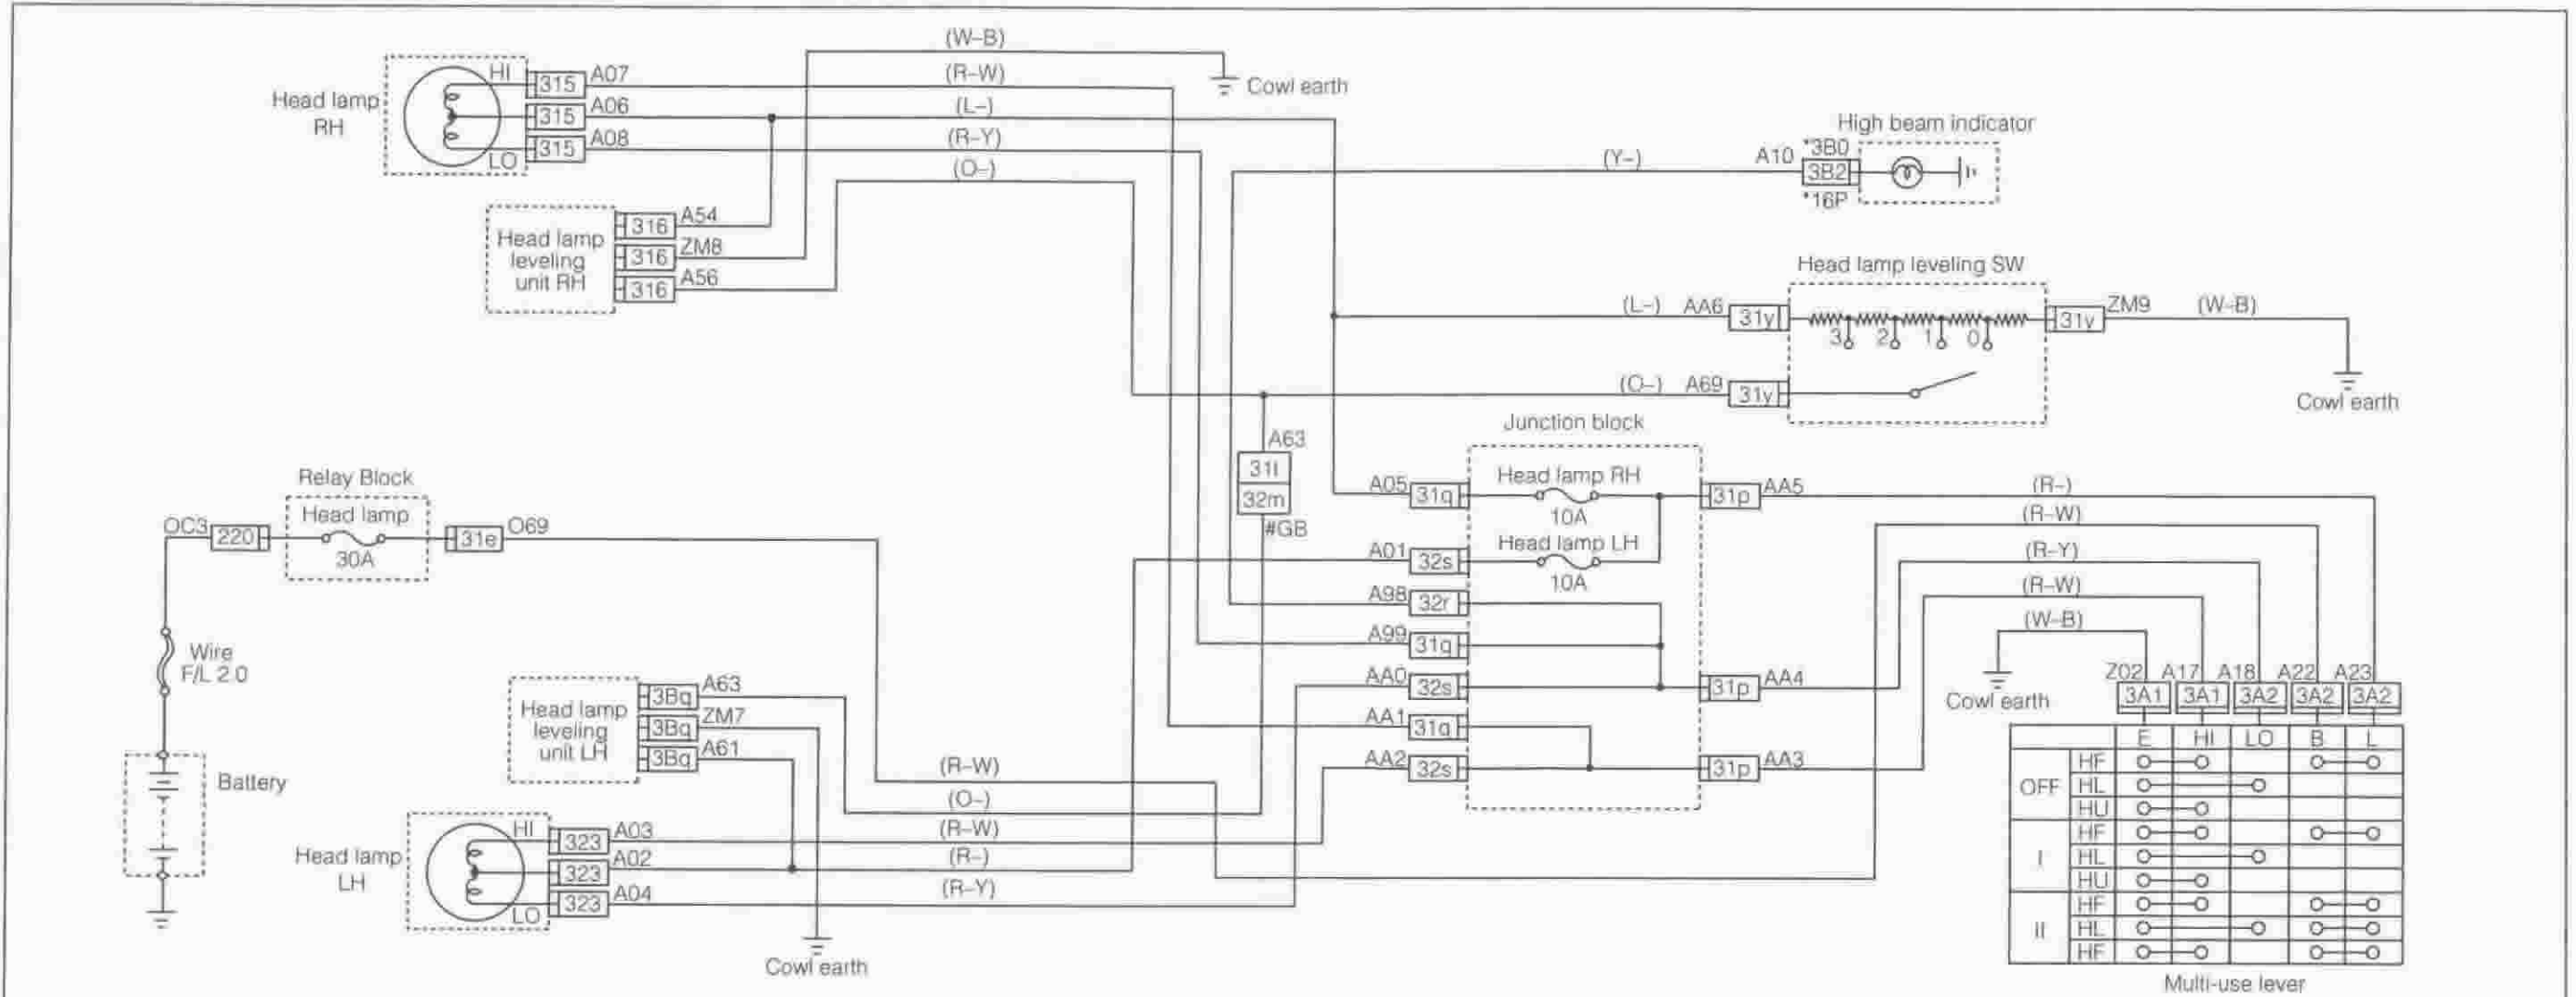 (W-B)
Cowl earth
Head lamp RH
HI
315
A07
(R-W)
315
A06
(L-)
315
A08
(R-Y)
LO
(O-)
Head lamp leveling unit RH
316
A54
316
ZM8
316
A56
High beam indicator
(Y-)
A10
*3B0
3B2
*16P
Head lamp leveling SW
(L-)
AA6
31y
3
2
1
0
31y
ZM9
(W-B)
Cowl earth
(O-)
A69
31y
A63
32m
#GB
Relay Block
OC3
220
Head lamp
30A
31e
O69
Wire
F/L 2.0
Battery
Junction block
A05
31q
Head lamp RH
10A
31p
AA5
(R-)
A01
32s
Head lamp LH
10A
(R-W)
A98
32r
(R-Y)
A99
31q
(R-W)
AA0
32s
31p
AA4
(W-B)
Cowl earth
AA1
31q
AA2
32s
31p
AA3
Head lamp leveling unit LH
3Bq
A63
3Bq
ZM7
3Bq
A61
(R-W)
(O-)
Head lamp LH
HI
323
A03
(R-W)
323
A02
(R-)
323
A04
(R-Y)
LO
Cowl earth
Z02 A17 A18 A22 A23
3A1 3A1 3A2 3A2 3A2
E HI LO B L
OFF
HF
HL
HU
I
HF
HL
HU
II
HF
HL
HF
Multi-use lever